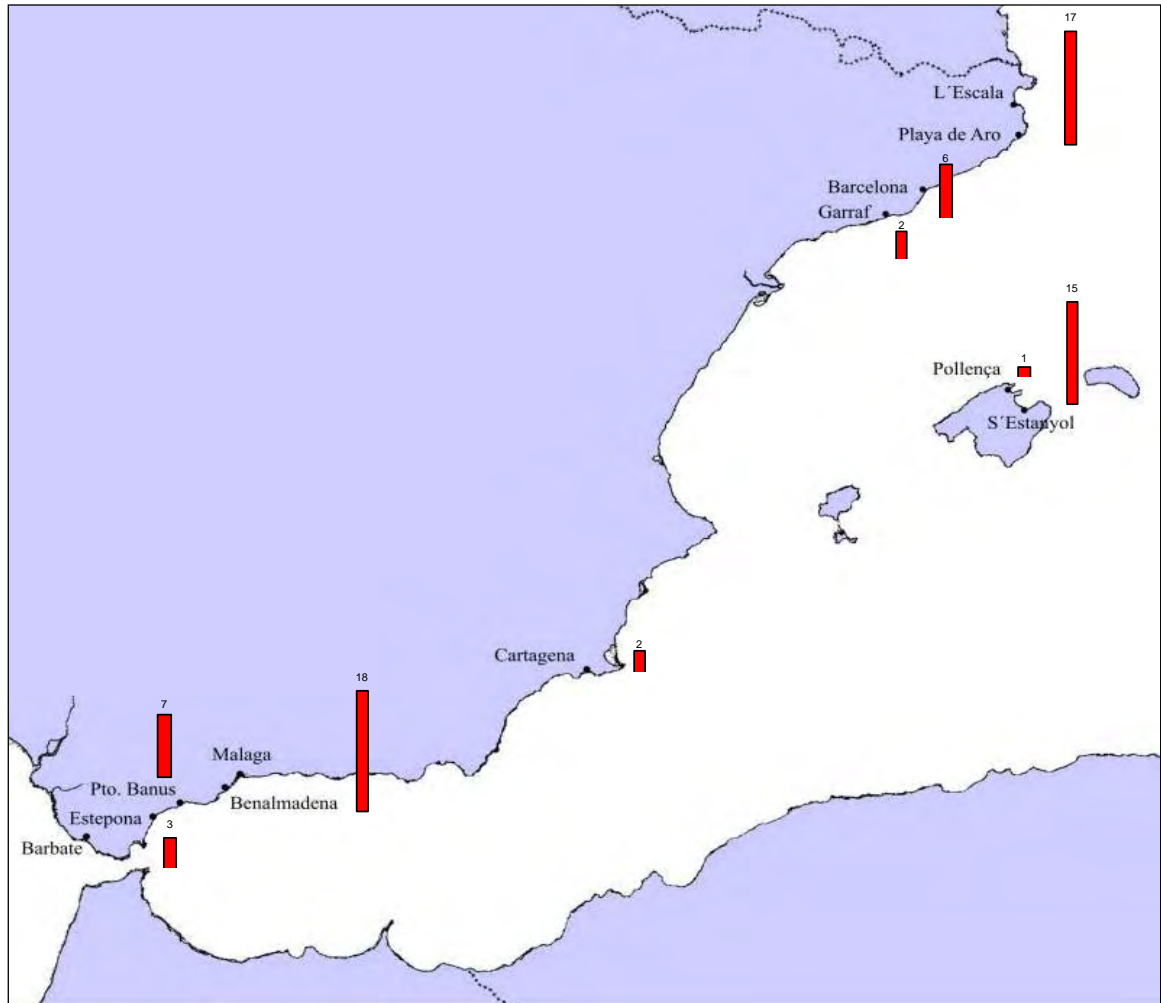 17
L´Escala
Playa de Aro
6
Barcelona
Garraf
2
15
1
Pollença
S´Estanyol
2
Cartagena
18
7
Malaga
Pto. Banus
Benalmadena
Estepona
3
Barbate